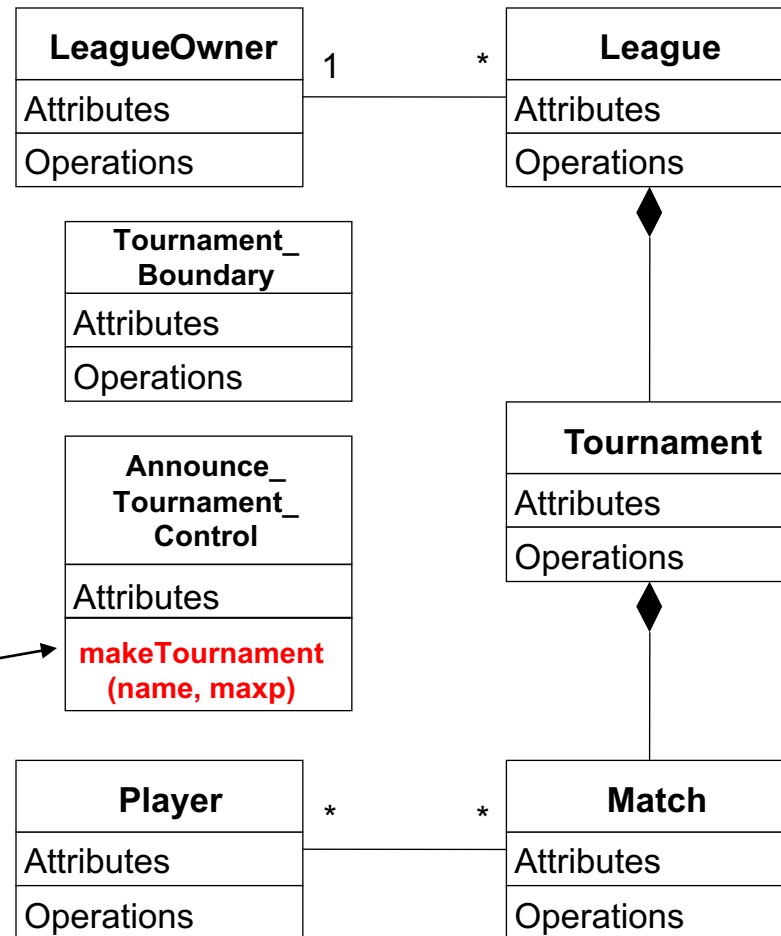 LeagueOwner
Attributes
Operations
1
*
League
Attributes
Operations
Tournament_
Boundary
Attributes
Operations
Announce_
Tournament_
Control
Attributes
makeTournament
(name, maxp)
Tournament
Attributes
Operations
Player
Attributes
Operations
*
*
Match
Attributes
Operations